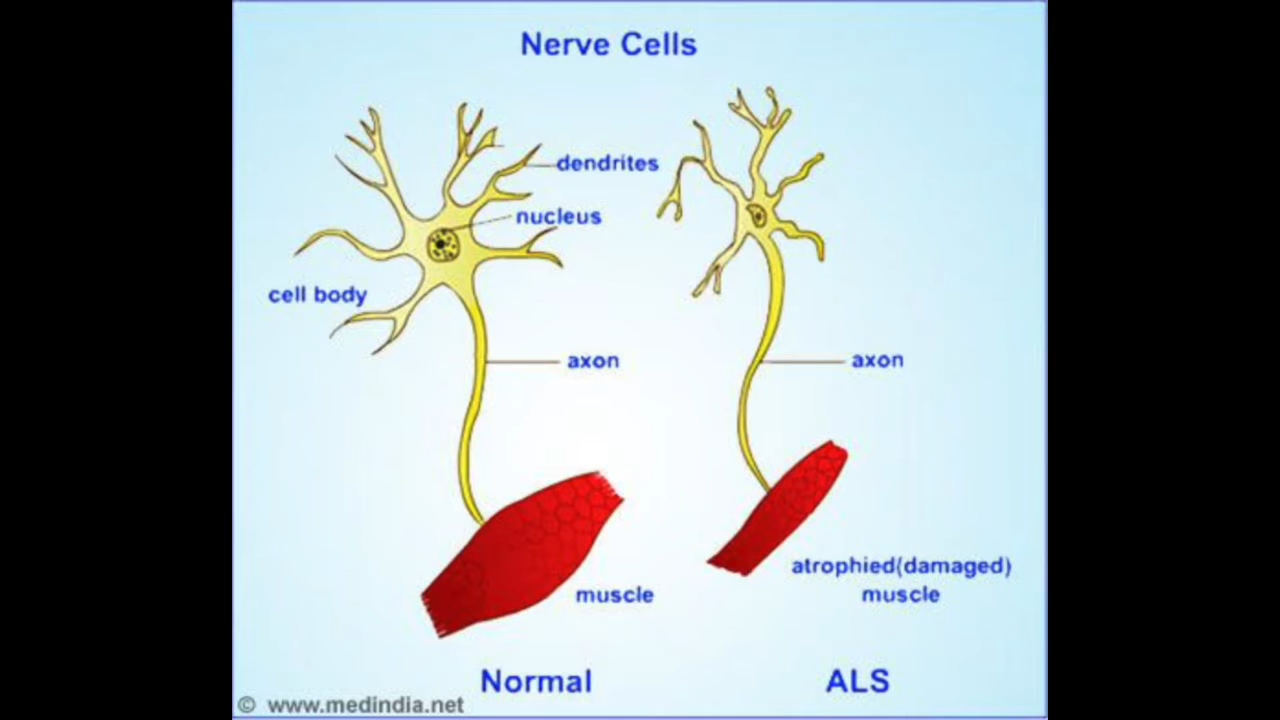 Nerve Cells
dendrites
nucleus
cell body
axon
axon
atrophied(damaged)
muscle
muscle
Normal
ALS
© www.medindia.net